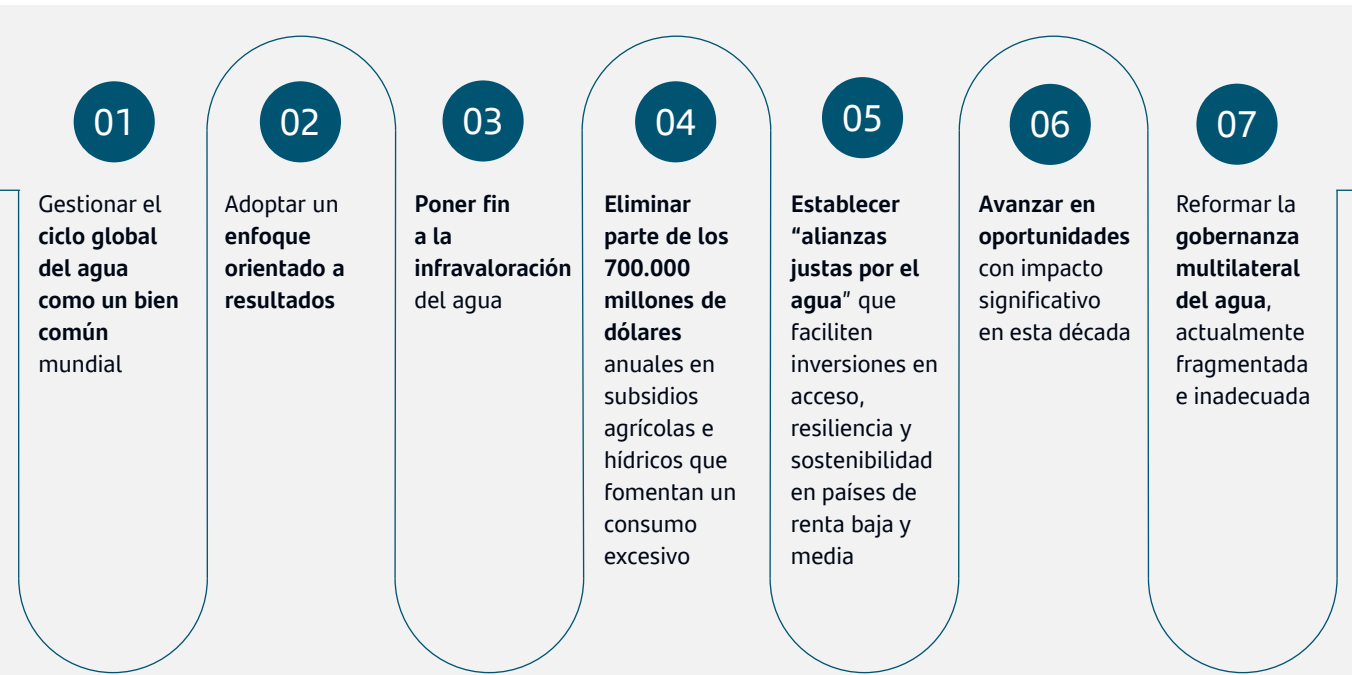 01
Gestionar el
ciclo global
del agua
como un bien
común
mundial
02
Adoptar un
enfoque
orientado a
resultados
03
Poner fin
a la
infravaloración
del agua
04
Eliminar
parte de los
700.000
millones de
dólares
anuales en
subsidios
agrícolas e
hídricos que
fomentan un
consumo
excesivo
05
Establecer
“alianzas
justas por el
agua” que
faciliten
inversiones en
acceso,
resiliencia y
sostenibilidad
en países de
renta baja y
media
06
Avanzar en
oportunidades
con impacto
significativo
en esta década
07
Reformar la
gobernanza
multilateral
del agua,
actualmente
fragmentada
e inadecuada